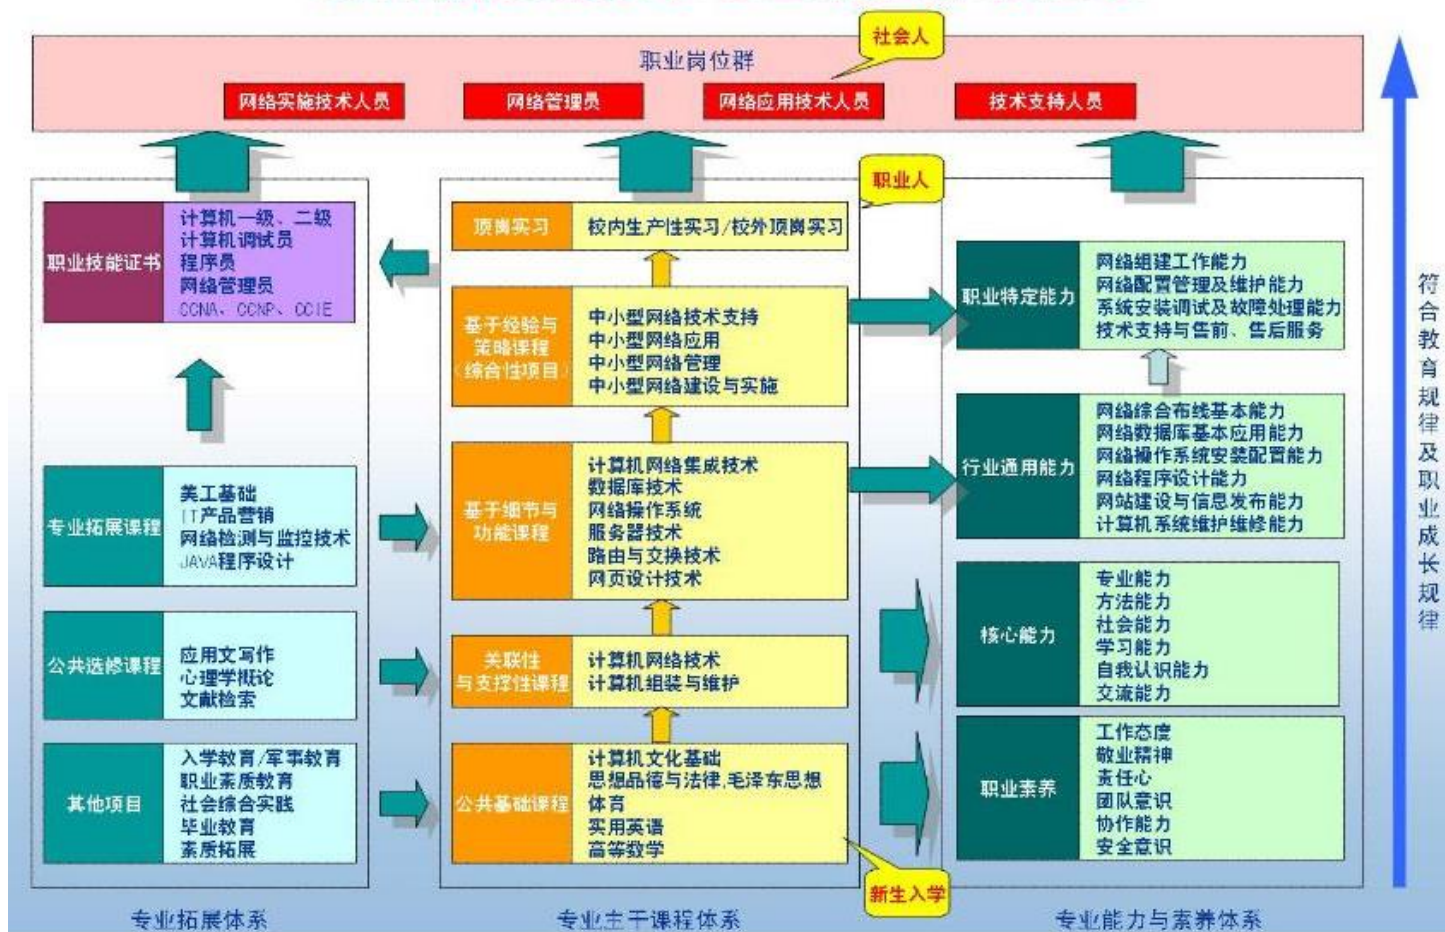 社会人
职业岗位群
网络实施技术人员
网络管理员
网络应用技术人员
技术支持人员
职业人
职业技能证书
计算机一级、二级
计算机调试员
程序员
网络管理员
CCNA、CCNP、CCIE
专业拓展课程
美工基础
IT产品营销
网络检测与监控技术
JAVA程序设计
公共选修课程
应用文写作
心理学概论
文献检索
其他项目
入学教育/军事教育
职业素质教育
社会综合实践
毕业教育
素质拓展
专业拓展体系
顶岗实习
校内生产性实习/校外顶岗实习
基于经验与
策略课程
(综合性项目)
中小型网络技术支持
中小型网络应用
中小型网络管理
中小型网络建设与实施
基于细节与
功能课程
计算机网络集成技术
数据库技术
网络操作系统
服务器技术
路由与交换技术
网页设计技术
关联性
与支撑性课程
计算机网络技术
计算机组装与维护
公共基础课程
计算机文化基础
思想品德与法律,毛泽东思想
体育
实用英语
高等数学
新生入学
专业主干课程体系
职业特定能力
网络组建工作能力
网络配置管理及维护能力
系统安装调试及故障处理能力
技术支持与售前、售后服务
行业通用能力
网络综合布线基本能力
网络数据库基本应用能力
网络操作系统安装配置能力
网络程序设计能力
网站建设与信息发布能力
计算机系统维护维修能力
核心能力
专业能力
方法能力
社会能力
学习能力
自我认识能力
交流能力
职业素养
工作态度
敬业精神
责任心
团队意识
协作能力
安全意识
专业能力与素养体系
符合教育规律及职业成长规律